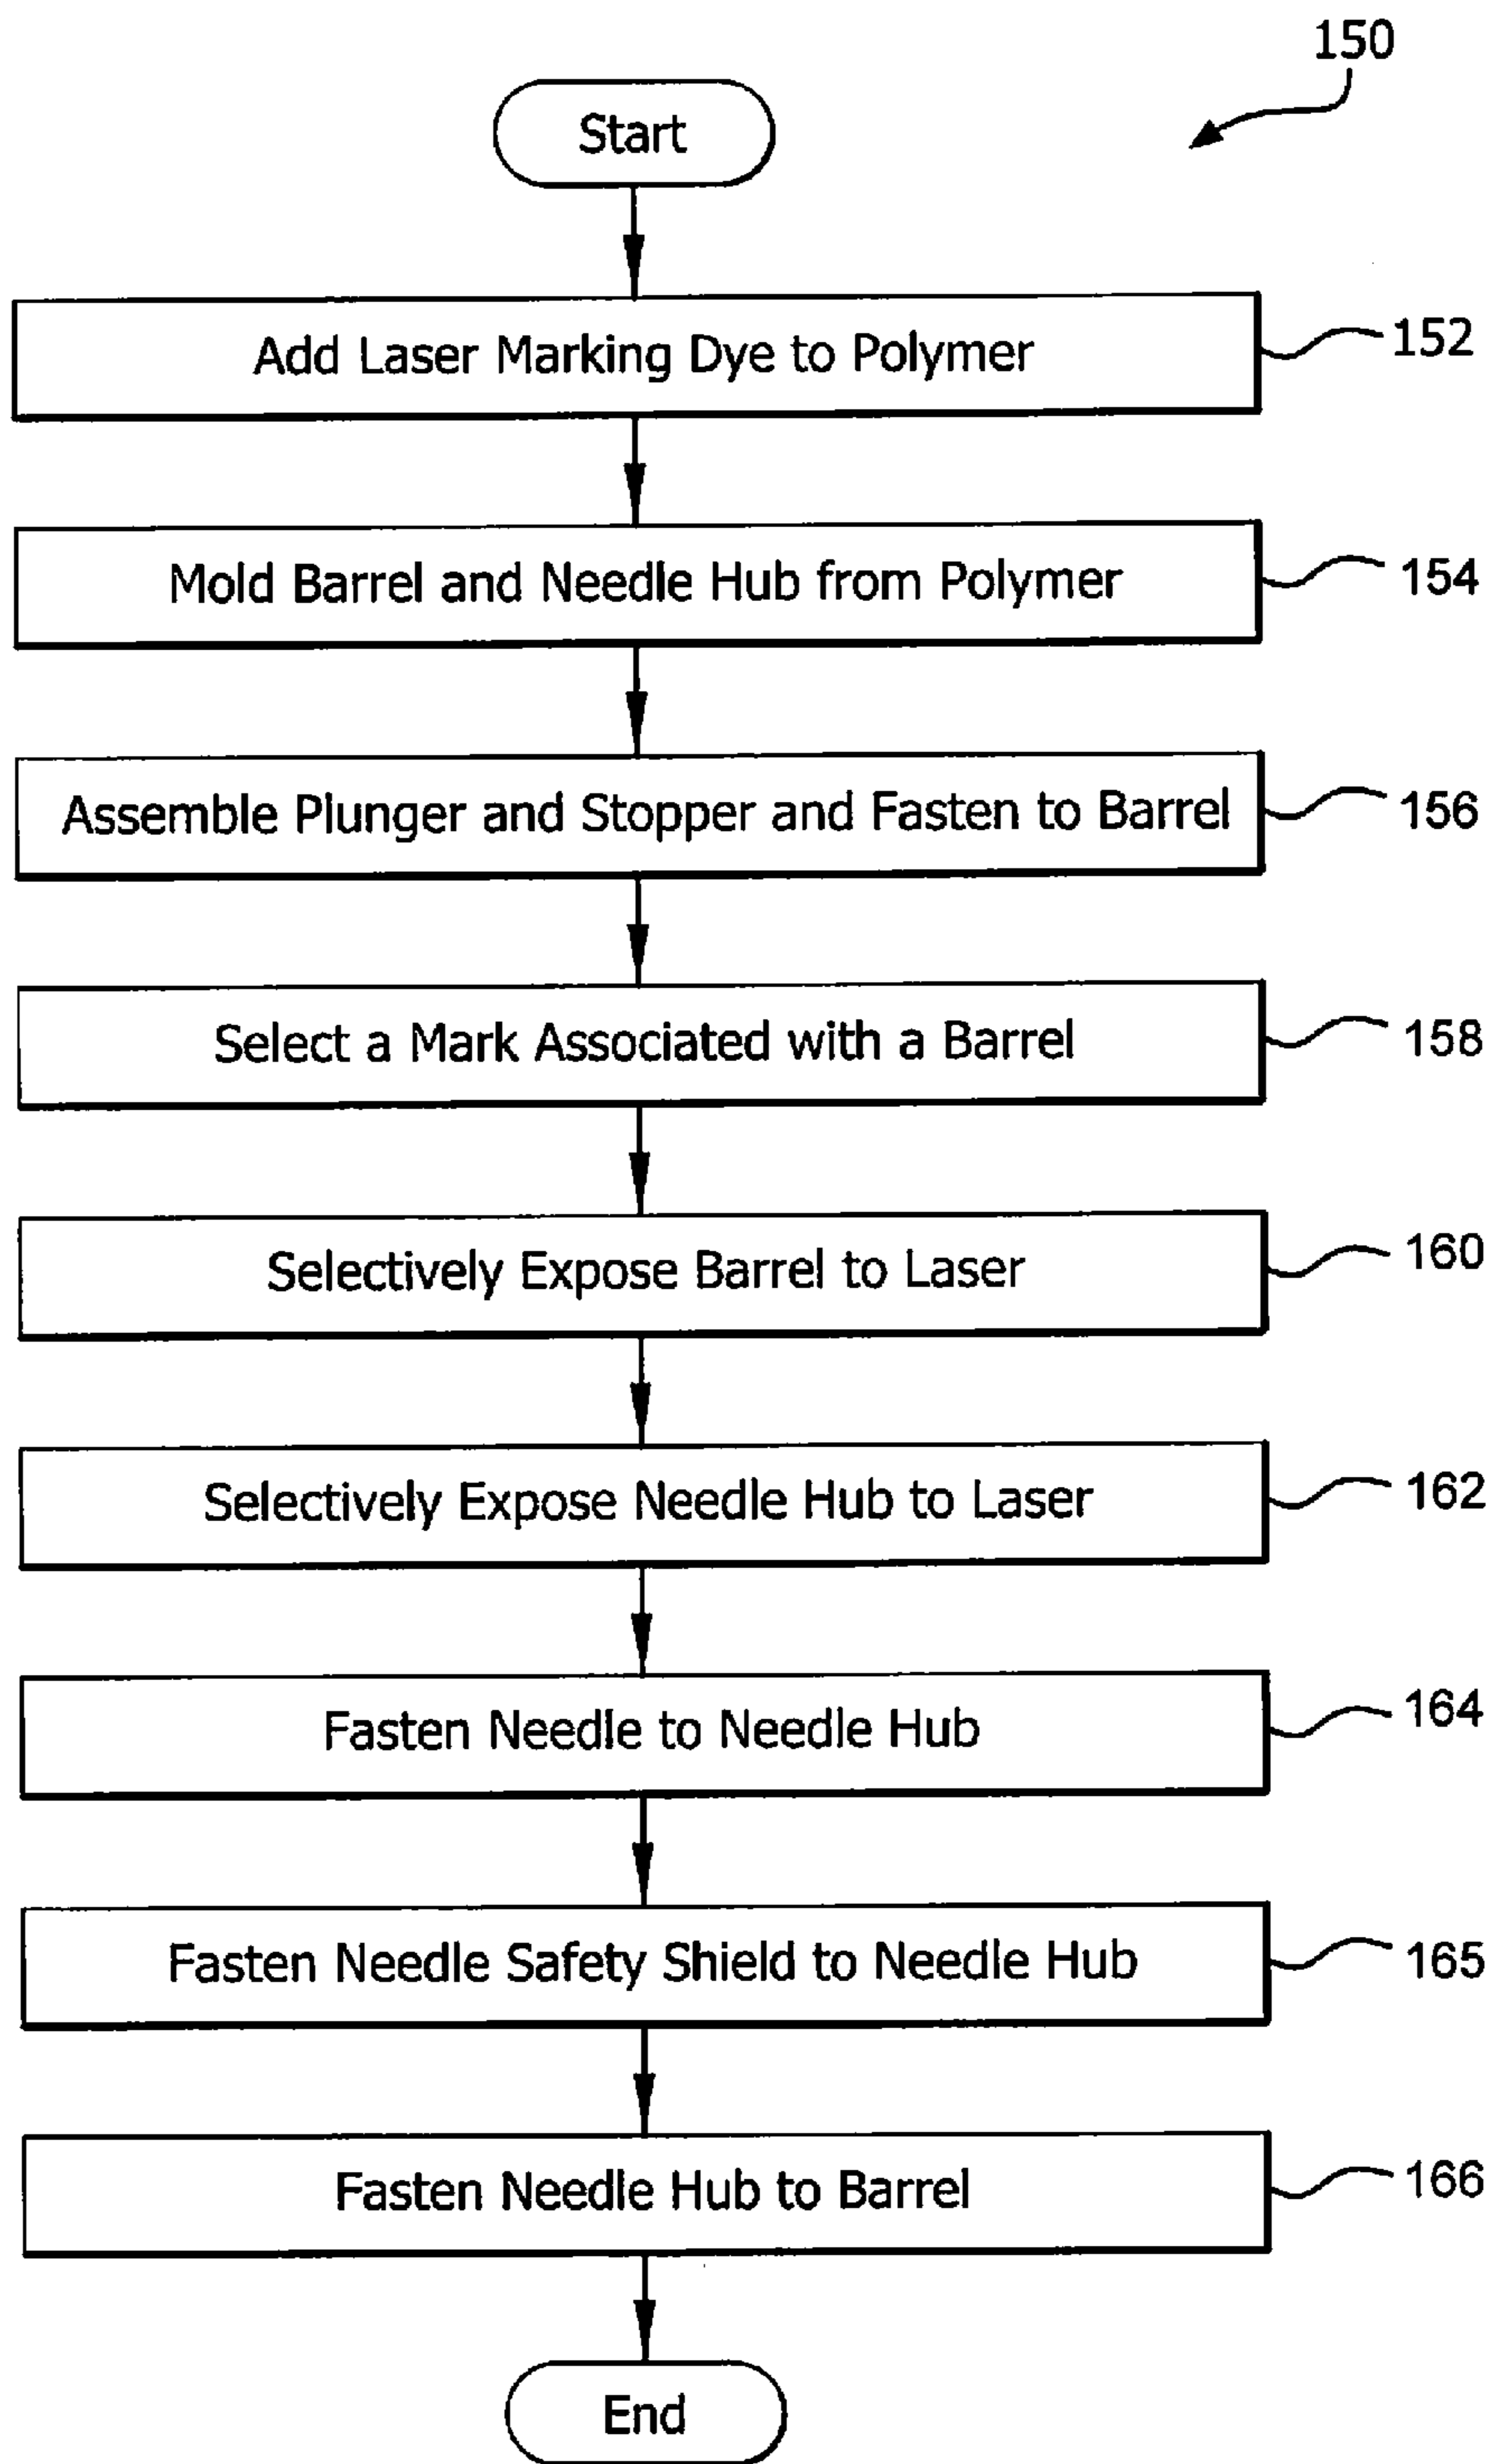 150
Start
Add Laser Marking Dye to Polymer
152
Mold Barrel and Needle Hub from Polymer
154
Assemble Plunger and Stopper and Fasten to Barrel
156
Select a Mark Associated with a Barrel
158
Selectively Expose Barrel to Laser
160
Selectively Expose Needle Hub to Laser
162
Fasten Needle to Needle Hub
164
Fasten Needle Safety Shield to Needle Hub
165
Fasten Needle Hub to Barrel
166
End